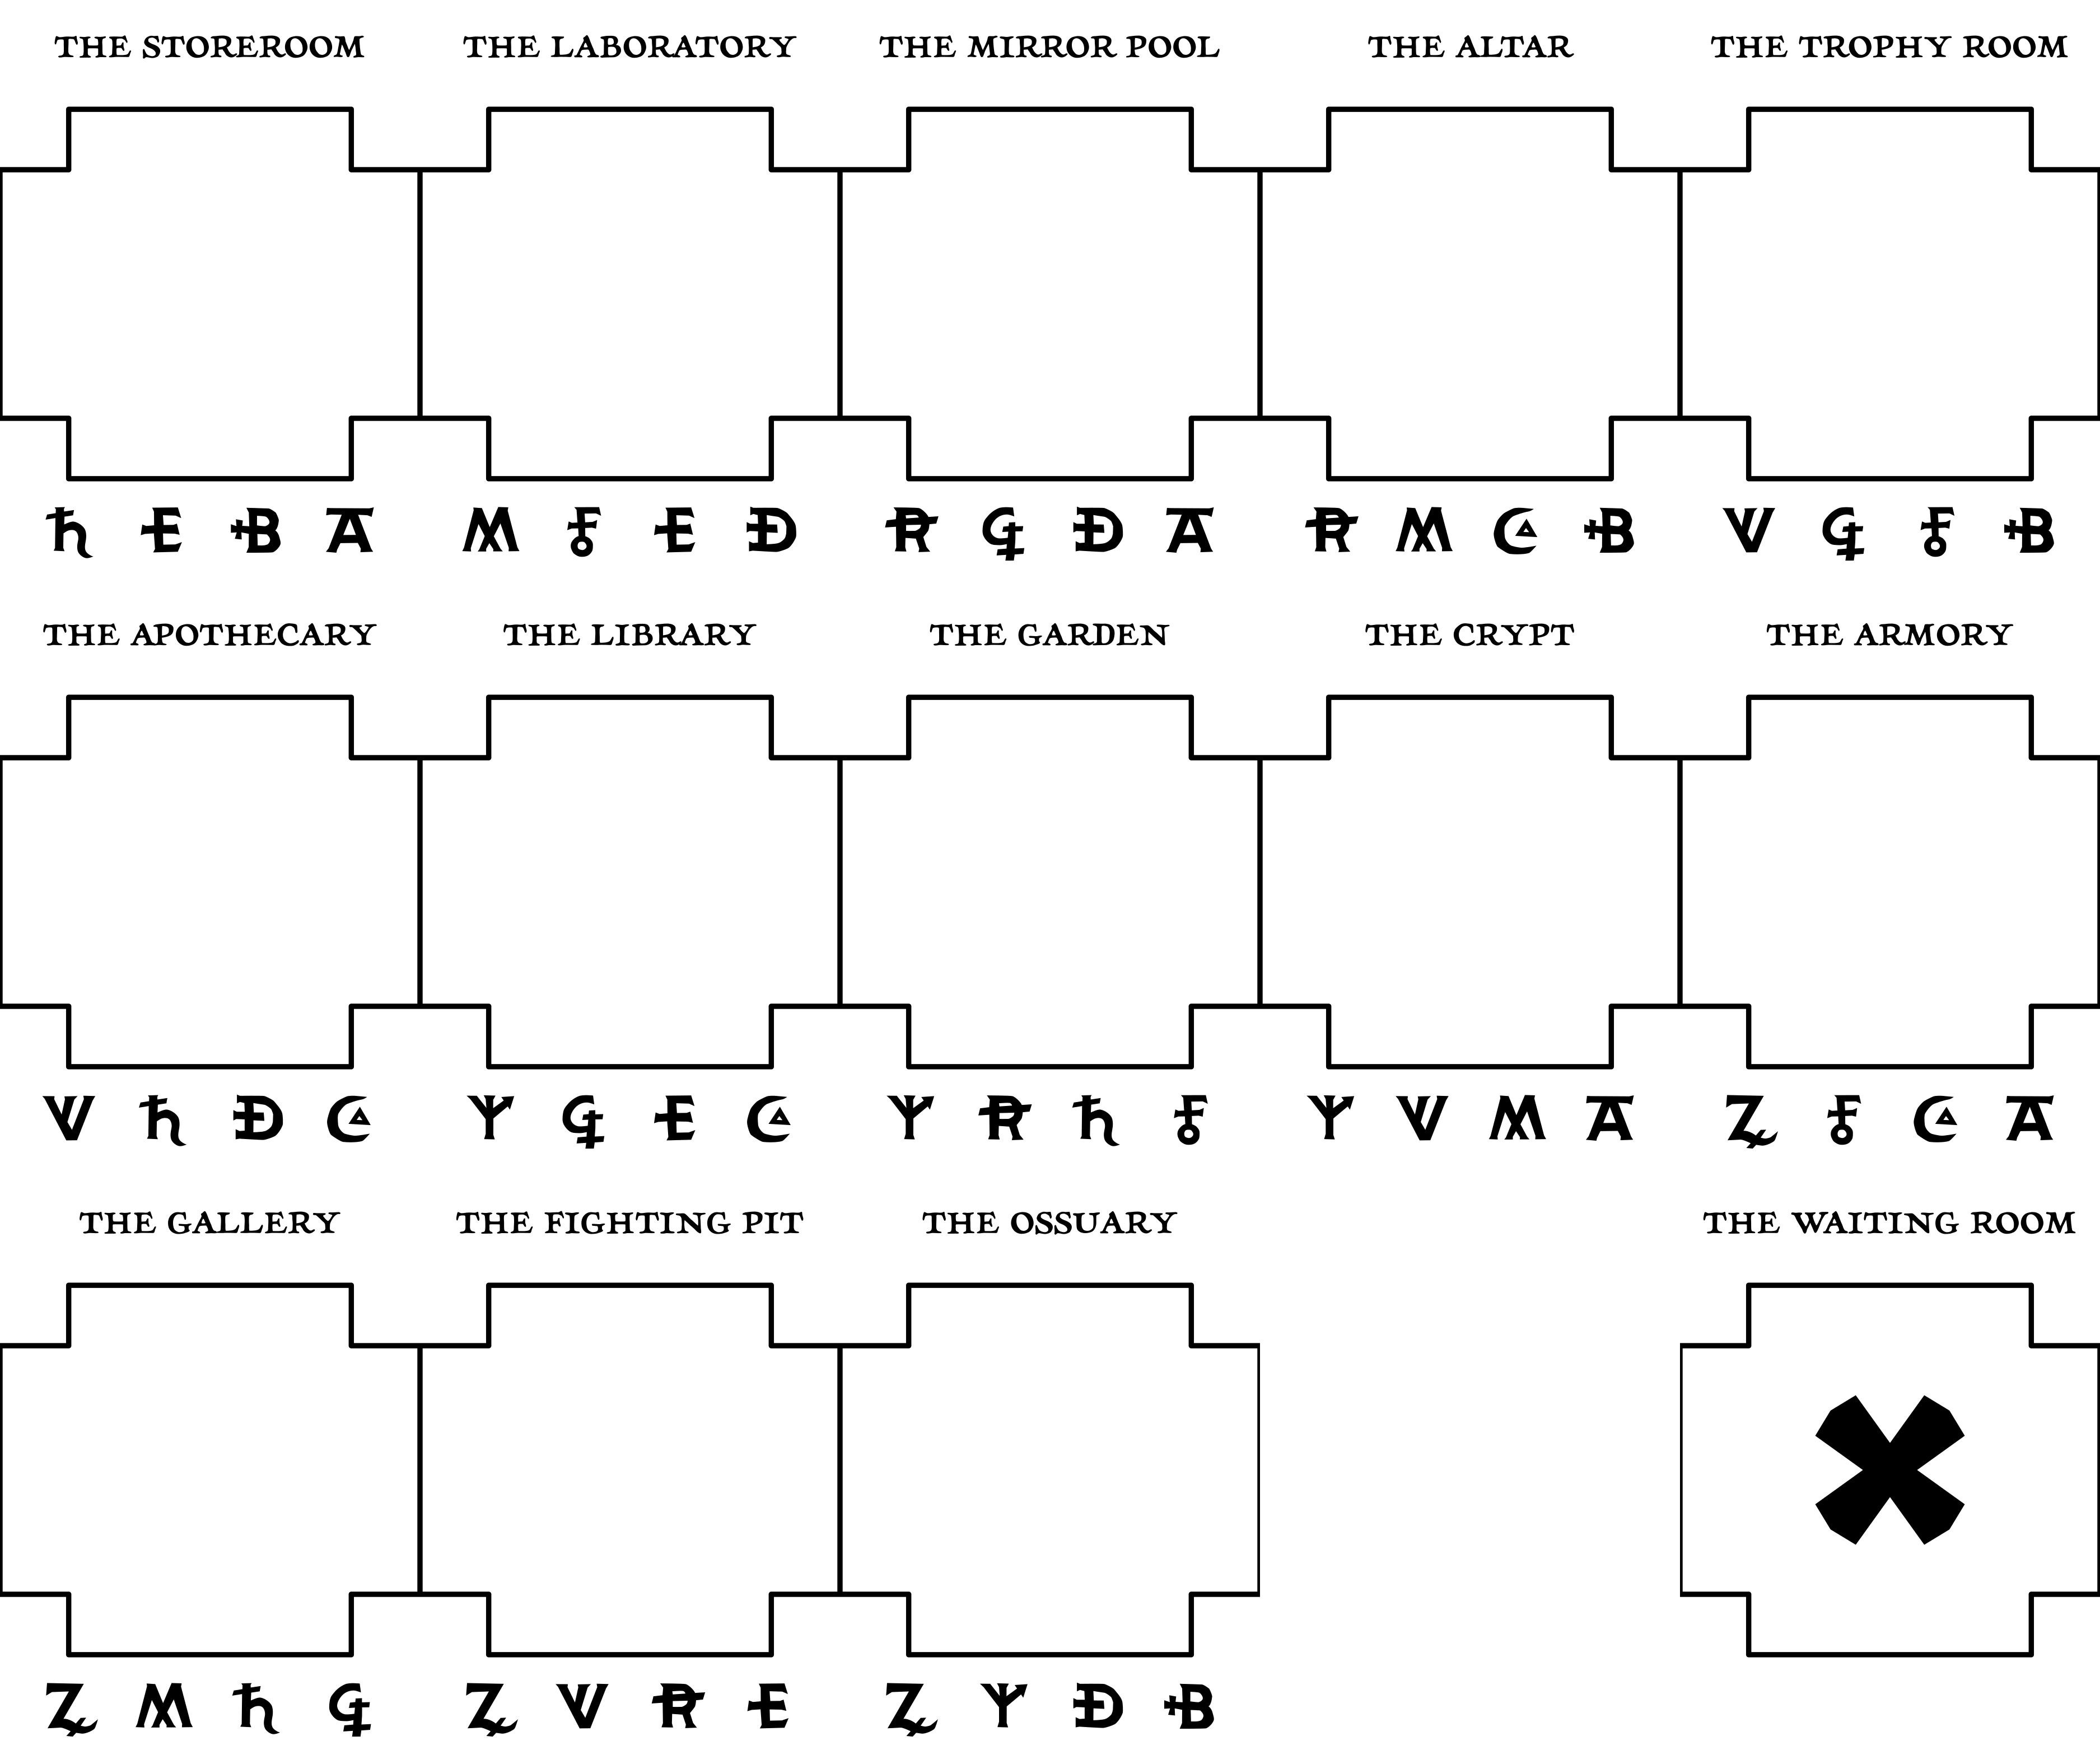 THE STOREROOM THE LABORATORY THE MIRROR POOL THE ALTAR THE TROPHY ROOM
ħ E B A M F E D R G D A R M C B V G F B
THE APOTHECARY THE LIBRARY THE GARDEN THE CRYPT THE ARMORY
V ħ D C Y G E C Y R ħ F Y V M A Z F C A
THE GALLERY THE FIGHTING PIT THE OSSUARY THE WAITING ROOM
Z M ħ G Z V R E Z Y D B